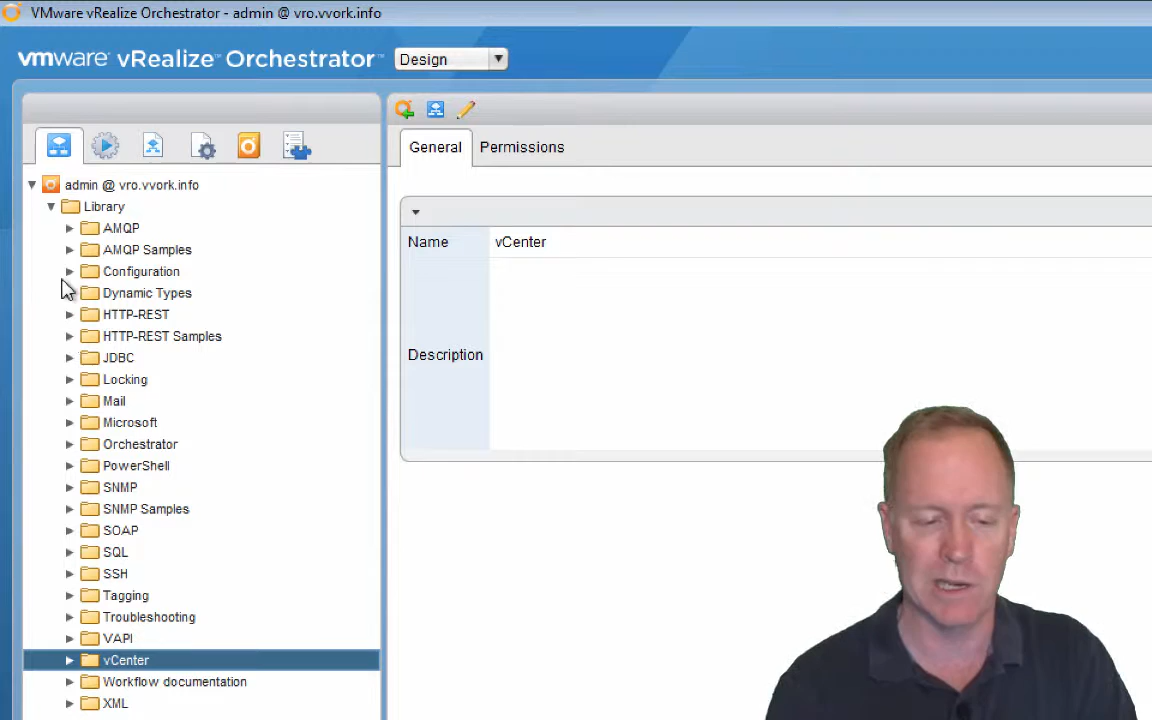 VMware vRealize Orchestrator - admin @ vro.vvork.info
vmware® vRealize™ Orchestrator™ Design
General Permissions
admin @ vro.vvork.info
Library
AMQP
AMQP Samples
Configuration
Dynamic Types
HTTP-REST
HTTP-REST Samples
JDBC
Locking
Mail
Microsoft
Orchestrator
PowerShell
SNMP
SNMP Samples
SOAP
SQL
SSH
Tagging
Troubleshooting
VAPI
vCenter
Workflow documentation
XML
Name vCenter
Description